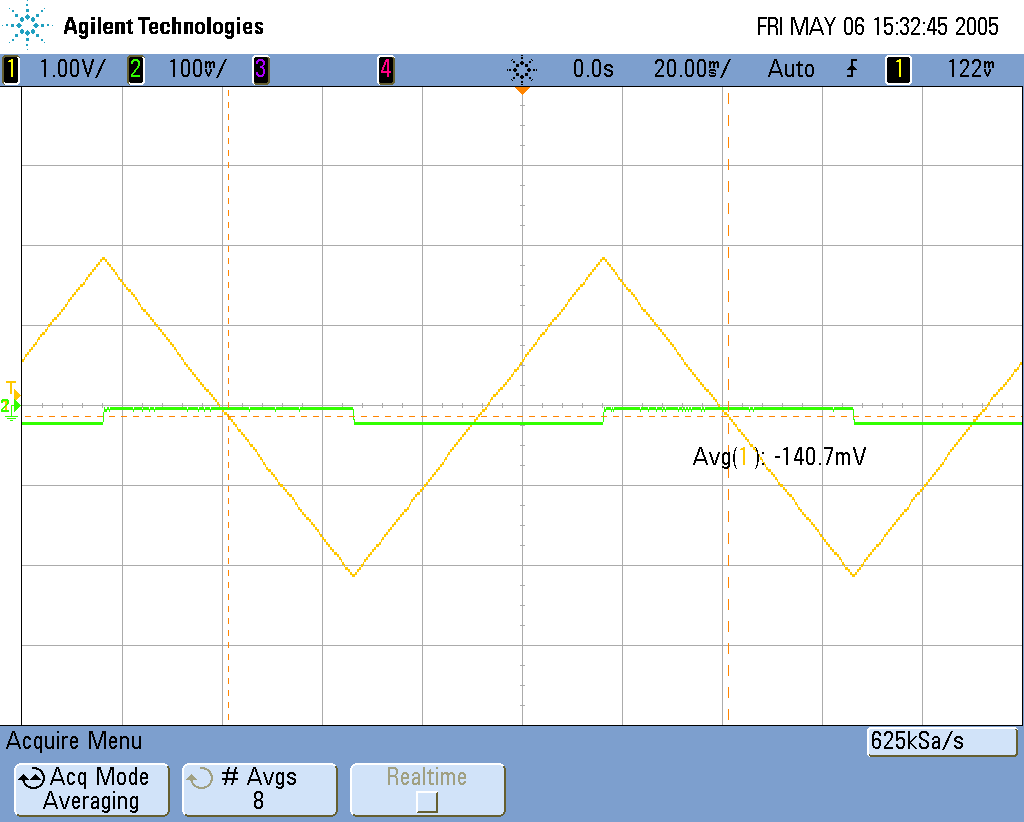 Agilent Technologies FRI MAY 06 15:32:45 2005
1 1.00V/ 2 100mV/ 3 4 0.0s 20.00ms/ Auto 1 122mV
T
2
Avg(1): -140.7mV
Acquire Menu 625kSa/s
Acq Mode # Avgs Realtime
Averaging 8